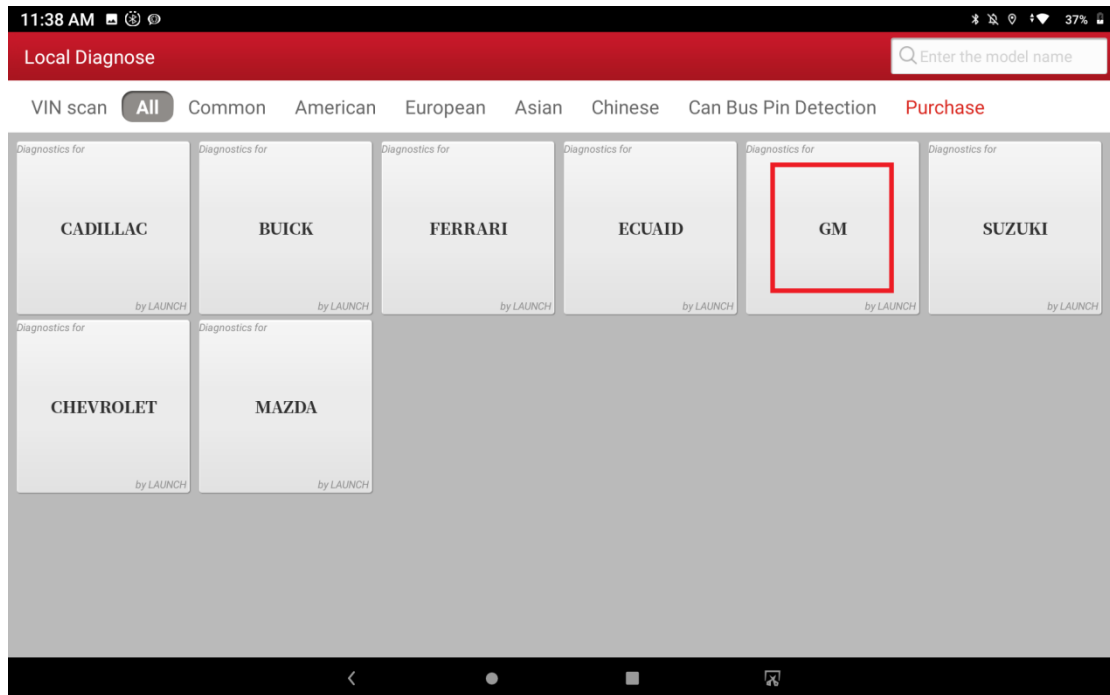 11:38 AM 37%
Local Diagnose Enter the model name
VIN scan All Common American European Asian Chinese Can Bus Pin Detection Purchase
Diagnostics for Diagnostics for Diagnostics for Diagnostics for Diagnostics for Diagnostics for
CADILLAC BUICK FERRARI ECUAID GM SUZUKI
by LAUNCH by LAUNCH by LAUNCH by LAUNCH by LAUNCH by LAUNCH
Diagnostics for Diagnostics for
CHEVROLET MAZDA
by LAUNCH by LAUNCH